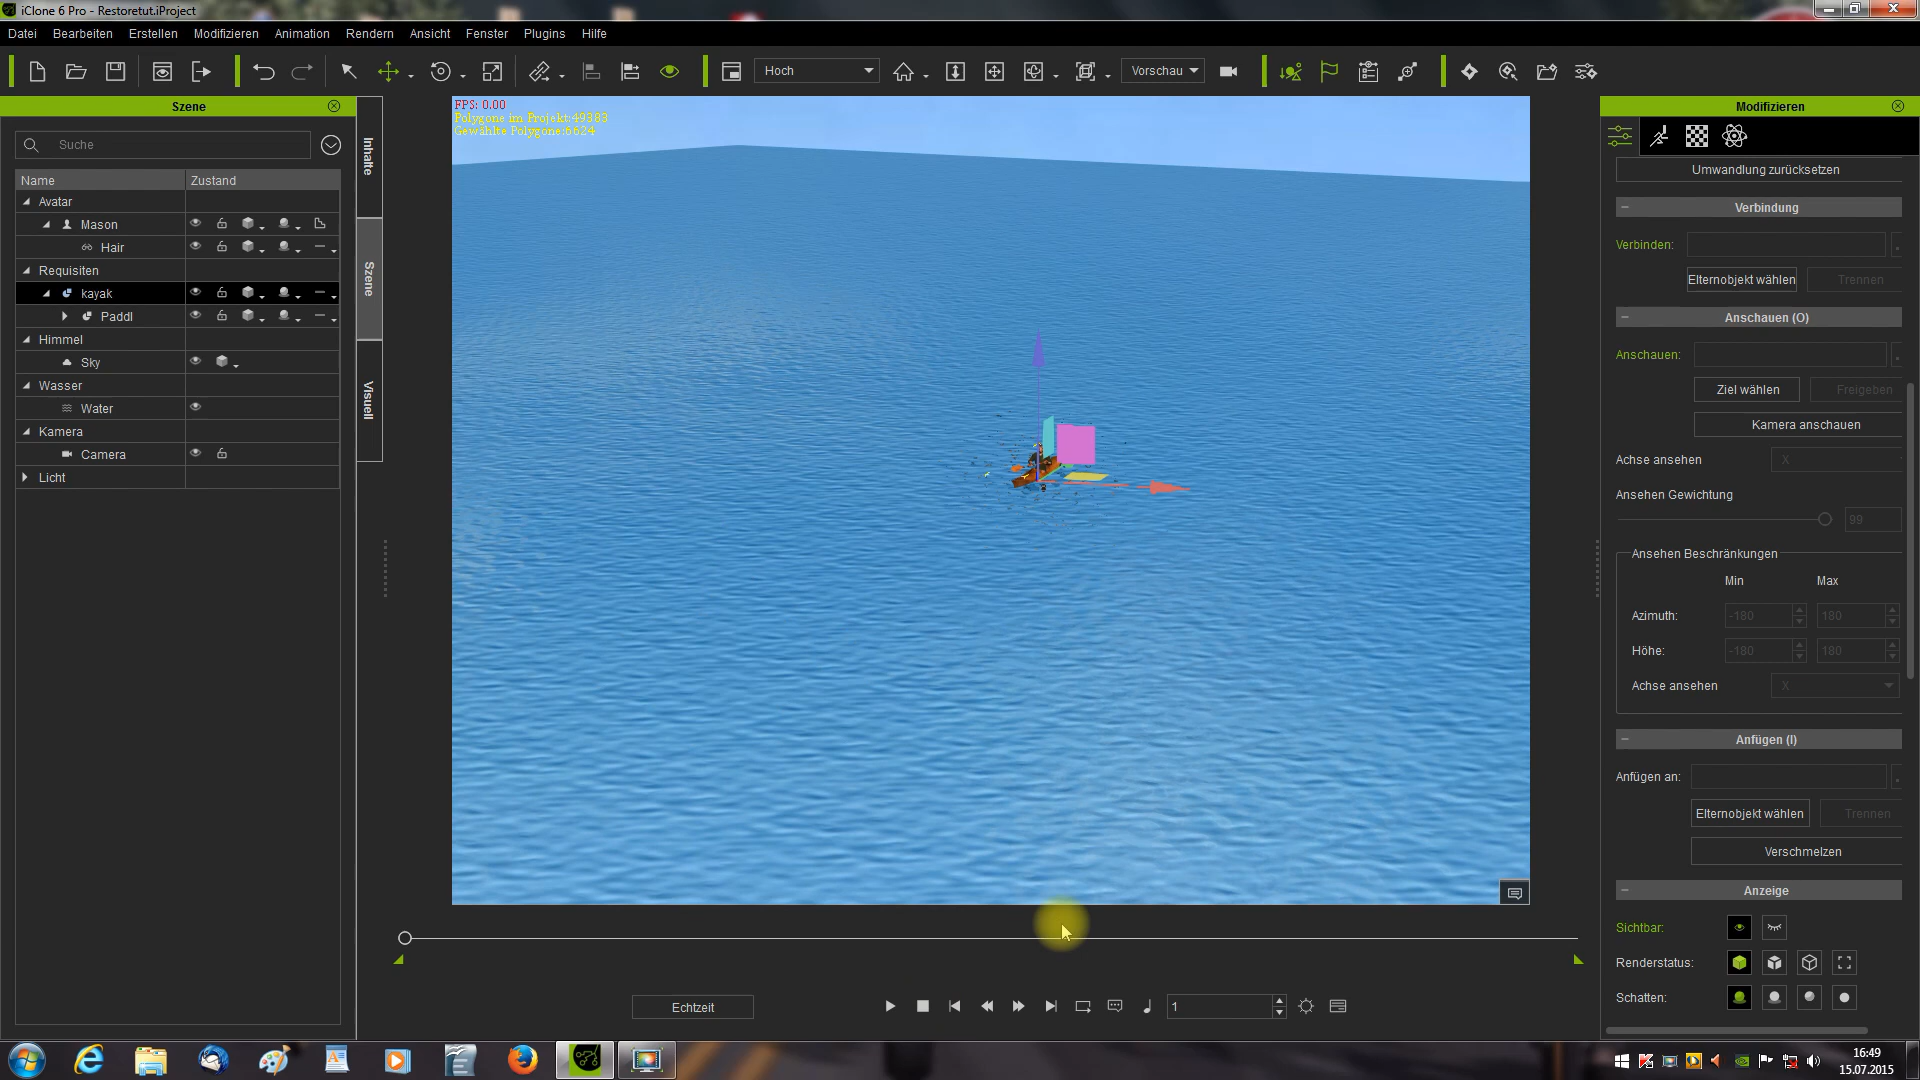 iClone 6 Pro - Restoretut.iProject
Datei Bearbeiten Erstellen Modifizieren Animation Rendern Ansicht Fenster Plugins Hilfe
Hoch Vorschau
Szene
Suche
Name Zustand
Avatar
Mason
Hair
Requisiten
kayak
Paddl
Himmel
Sky
Wasser
Water
Kamera
Camera
Licht
Inhalte
Szene
Visuell
FPS: 0.00
Polygone im Projekt:49383
Gewählte Polygone:6624
Modifizieren
Umwandlung zurücksetzen
Verbindung
Verbinden:
Elternobjekt wählen Trennen
Anschauen (O)
Anschauen:
Ziel wählen Freigeben
Kamera anschauen
Achse ansehen X
Ansehen Gewichtung
99
Ansehen Beschränkungen
Min Max
Azimuth: -180 180
Höhe: -180 180
Achse ansehen X
Anfügen (I)
Anfügen an:
Elternobjekt wählen Trennen
Verschmelzen
Anzeige
Sichtbar:
Renderstatus:
Schatten:
Echtzeit 1
16:49
15.07.2015